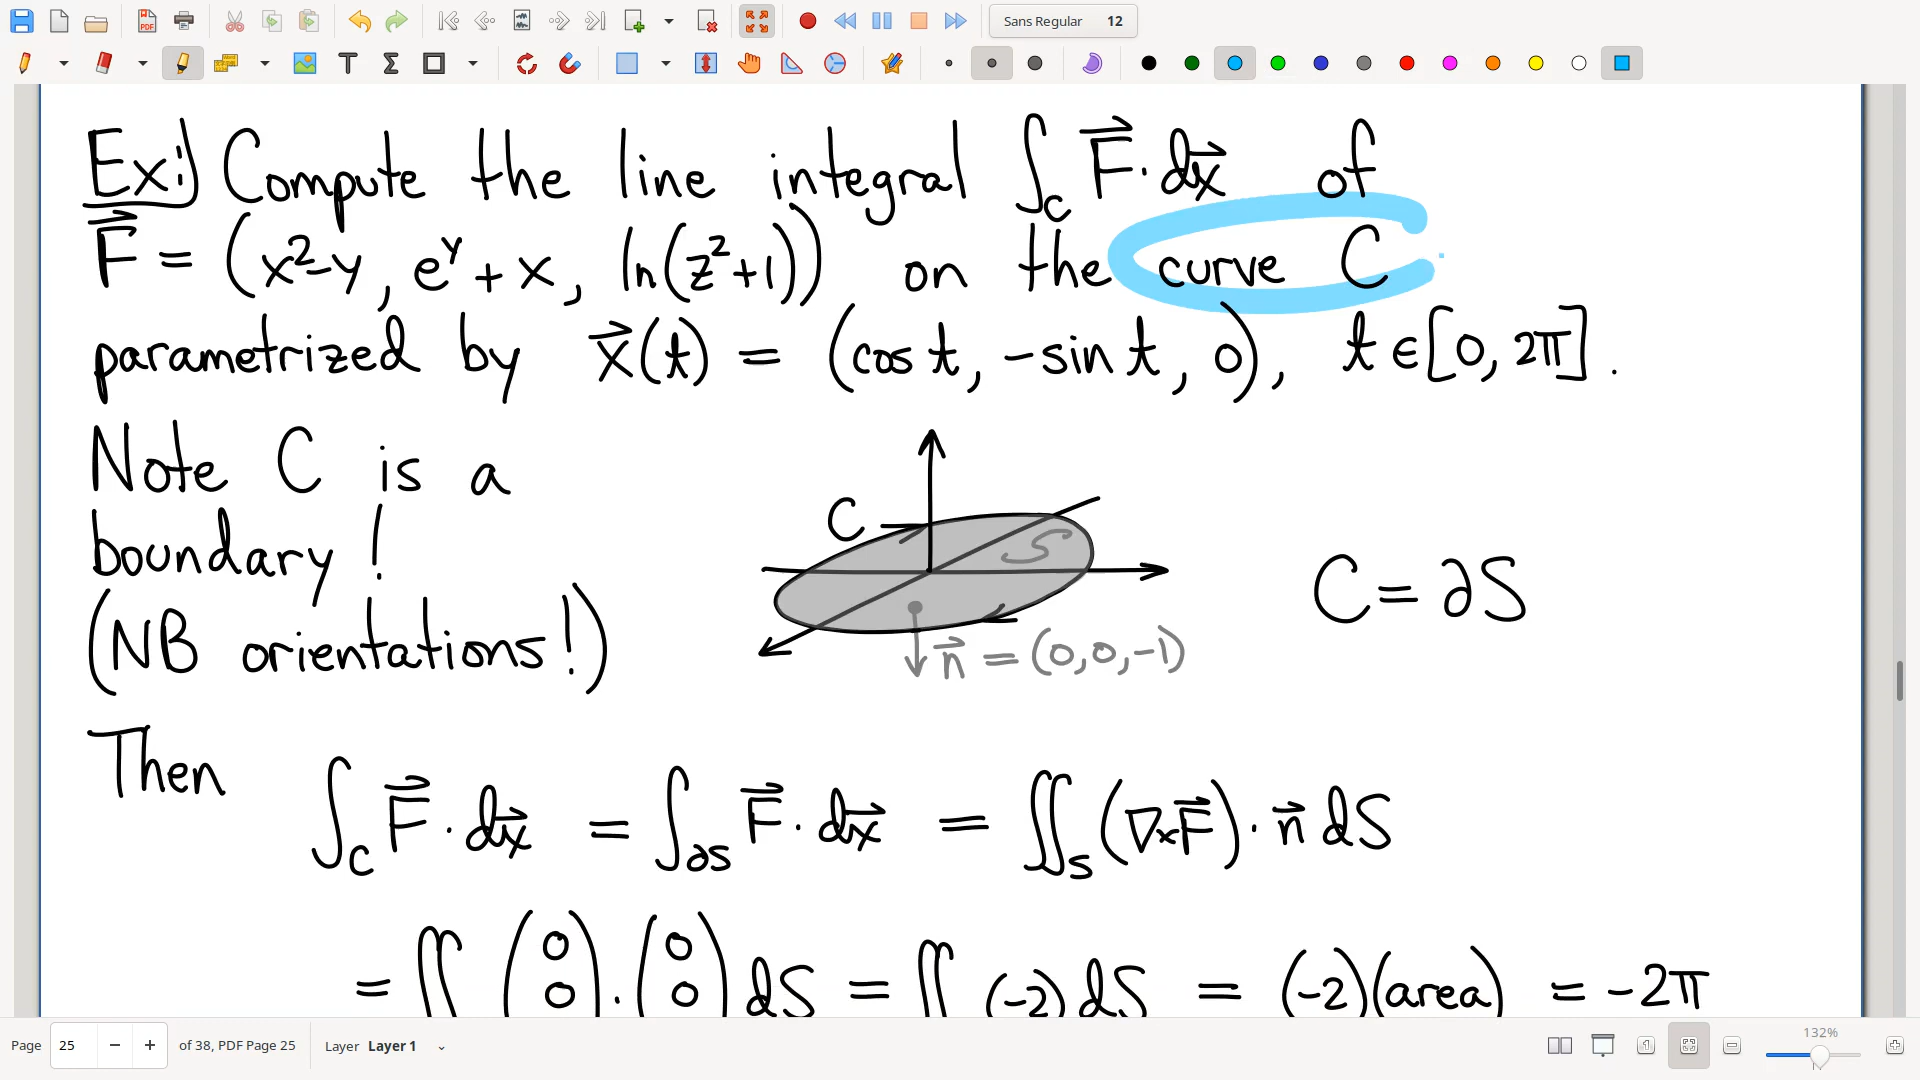 Sans Regular 12
Ex: Compute the line integral ∫_C F⃗·dx⃗ of
F⃗ = (x²-y, e^y + x, ln(z²+1)) on the curve C
parametrized by x⃗(t) = (cos t, -sin t, 0), t ∈ [0, 2π].
Note C is a
boundary!
(NB orientations!)
C
S
n⃗ = (0,0,-1)
C = ∂S
Then
∫_C F⃗·dx⃗ = ∫_∂S F⃗·dx⃗ = ∬_S (∇×F⃗)·n⃗ dS
= ∬ (0 0)·(0 0) dS = ∬ (-2) dS = (-2)(area) = -2π
Page 25 − + of 38, PDF Page 25 Layer Layer 1 132%